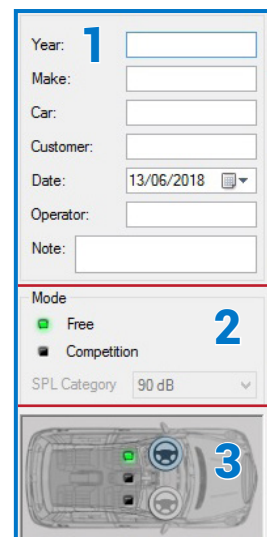 Year:
1
Make:
Car:
Customer:
Date: 13/06/2018
Operator:
Note:
Mode
Free
2
Competition
SPL Category 90 dB
3